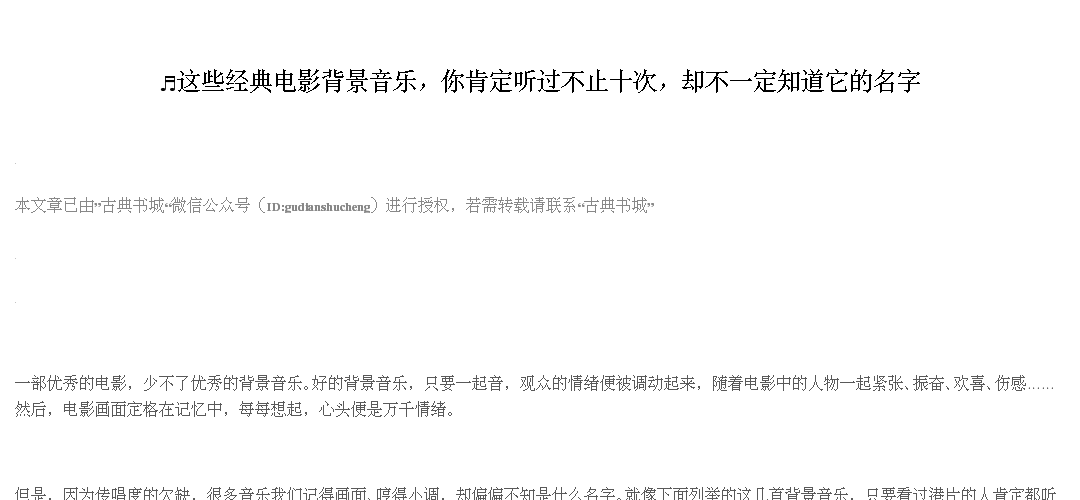 ♬这些经典电影背景音乐，你肯定听过不止十次，却不一定知道它的名字
本文章已由”古典书城“微信公众号（ID:gudianshucheng）进行授权，若需转载请联系“古典书城”
一部优秀的电影，少不了优秀的背景音乐。好的背景音乐，只要一起音，观众的情绪便被调动起来，随着电影中的人物一起紧张、振奋、欢喜、伤感……
然后，电影画面定格在记忆中，每每想起，心头便是万千情绪。
但是，因为传唱度的欠缺，很多音乐我们记得画面、哼得小调，却偏偏不知是什么名字。就像下面列举的这几首背景音乐，只要看过港片的人肯定都听